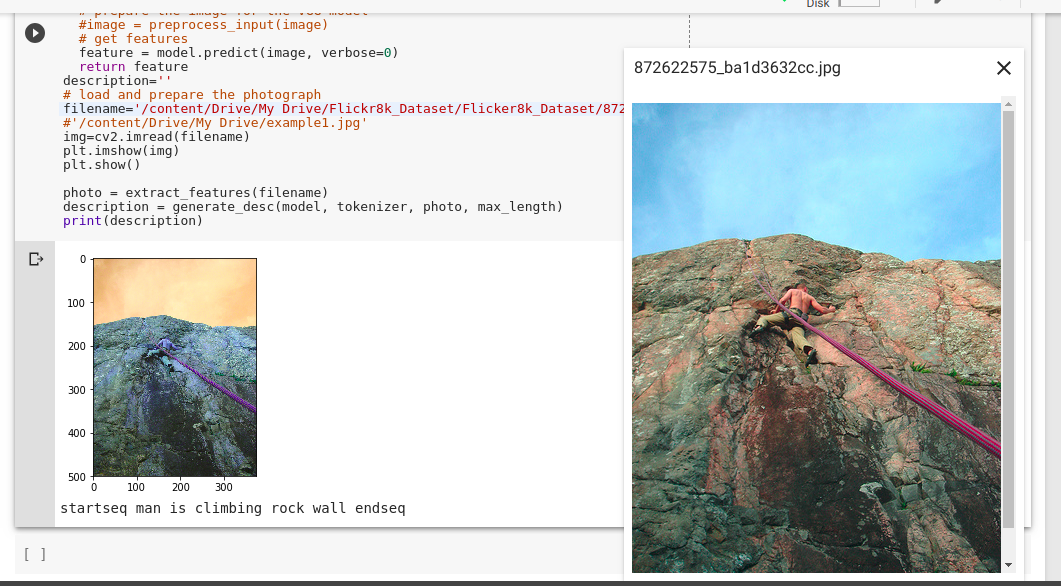 Disk
# prepare the image for the VGG model
#image = preprocess_input(image)
# get features
feature = model.predict(image, verbose=0)
return feature
description=''
# load and prepare the photograph
filename='/content/Drive/My Drive/Flickr8k_Dataset/Flicker8k_Dataset/872
#'/content/Drive/My Drive/example1.jpg'
img=cv2.imread(filename)
plt.imshow(img)
plt.show()
photo = extract_features(filename)
description = generate_desc(model, tokenizer, photo, max_length)
print(description)
0
100
200
300
400
500
0 100 200 300
startseq man is climbing rock wall endseq
[ ]
872622575_ba1d3632cc.jpg